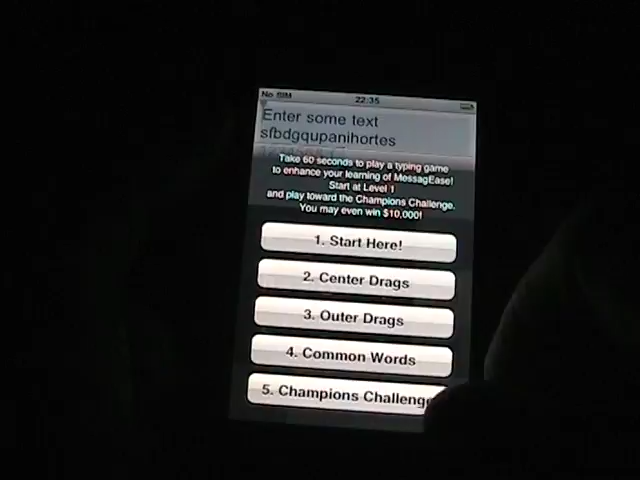 No SIM
22:35
Enter some text
sfbdgqupanihortes
Take 60 seconds to play a typing game
to enhance your learning of MessagEase!
Start at Level 1
and play toward the Champions Challenge.
You may even win $10,000!
1. Start Here!
2. Center Drags
3. Outer Drags
4. Common Words
5. Champions Challenge